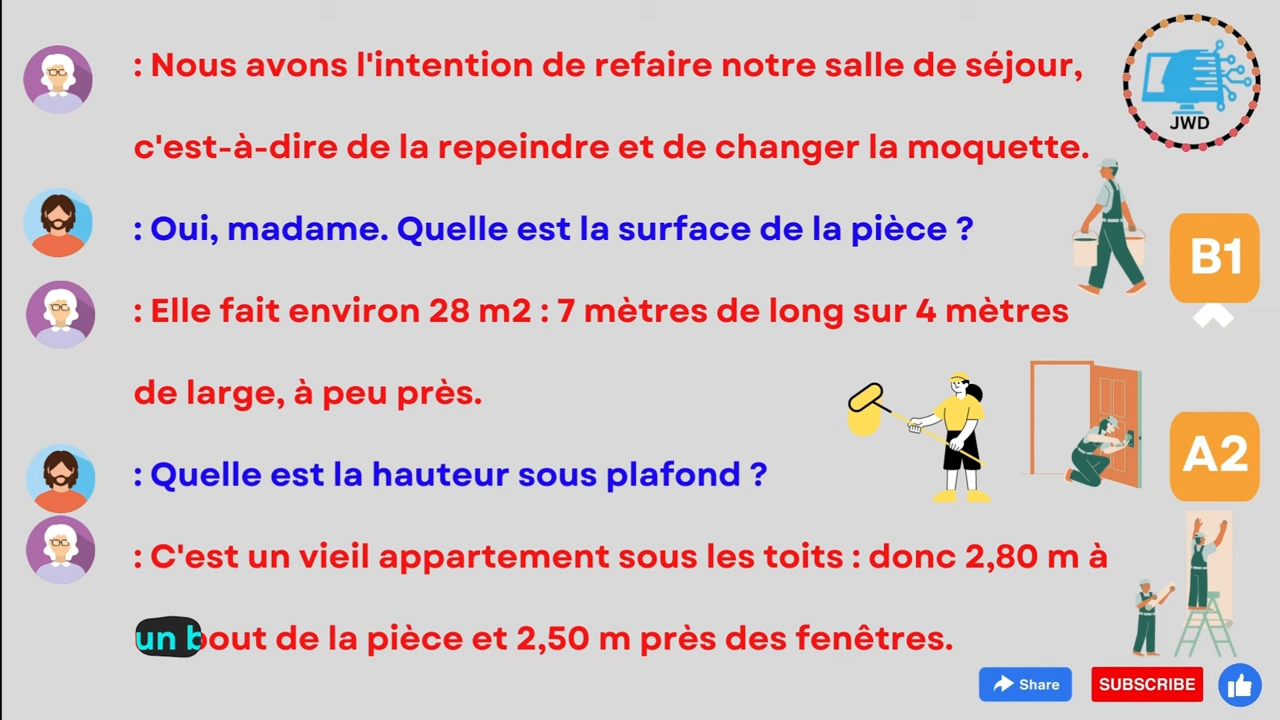 : Nous avons l'intention de refaire notre salle de séjour,
JWD
c'est-à-dire de la repeindre et de changer la moquette.
: Oui, madame. Quelle est la surface de la pièce ?
B1
: Elle fait environ 28 m2 : 7 mètres de long sur 4 mètres
de large, à peu près.
A2
: Quelle est la hauteur sous plafond ?
: C'est un vieil appartement sous les toits : donc 2,80 m à
un bout de la pièce et 2,50 m près des fenêtres.
Share
SUBSCRIBE